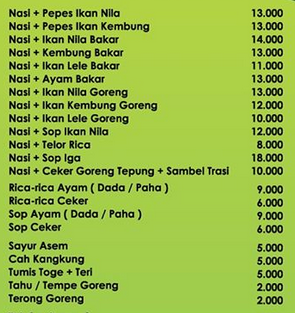 Nasi + Pepes Ikan Nila 13.000
Nasi + Pepes Ikan Kembung 13.000
Nasi + Ikan Nila Bakar 14.000
Nasi + Kembung Bakar 13.000
Nasi + Ikan Lele Bakar 11.000
Nasi + Ayam Bakar 13.000
Nasi + Ikan Nila Goreng 13.000
Nasi + Ikan Kembung Goreng 12.000
Nasi + Ikan Lele Goreng 10.000
Nasi + Sop Ikan Nila 12.000
Nasi + Telor Rica 8.000
Nasi + Sop Iga 18.000
Nasi + Ceker Goreng Tepung + Sambel Trasi 10.000
Rica-rica Ayam ( Dada / Paha ) 9.000
Rica-rica Ceker 6.000
Sop Ayam ( Dada / Paha ) 9.000
Sop Ceker 6.000
Sayur Asem 5.000
Cah Kangkung 5.000
Tumis Toge + Teri 5.000
Tahu / Tempe Goreng 2.000
Terong Goreng 2.000